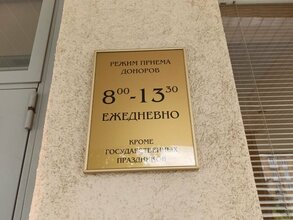 РЕЖИМ ПРИЕМА
ДОНОРОВ
8⁰⁰-13³⁰
ЕЖЕДНЕВНО
КРОМЕ
ГОСУДАРСТВЕННЫХ
ПРАЗДНИКОВ